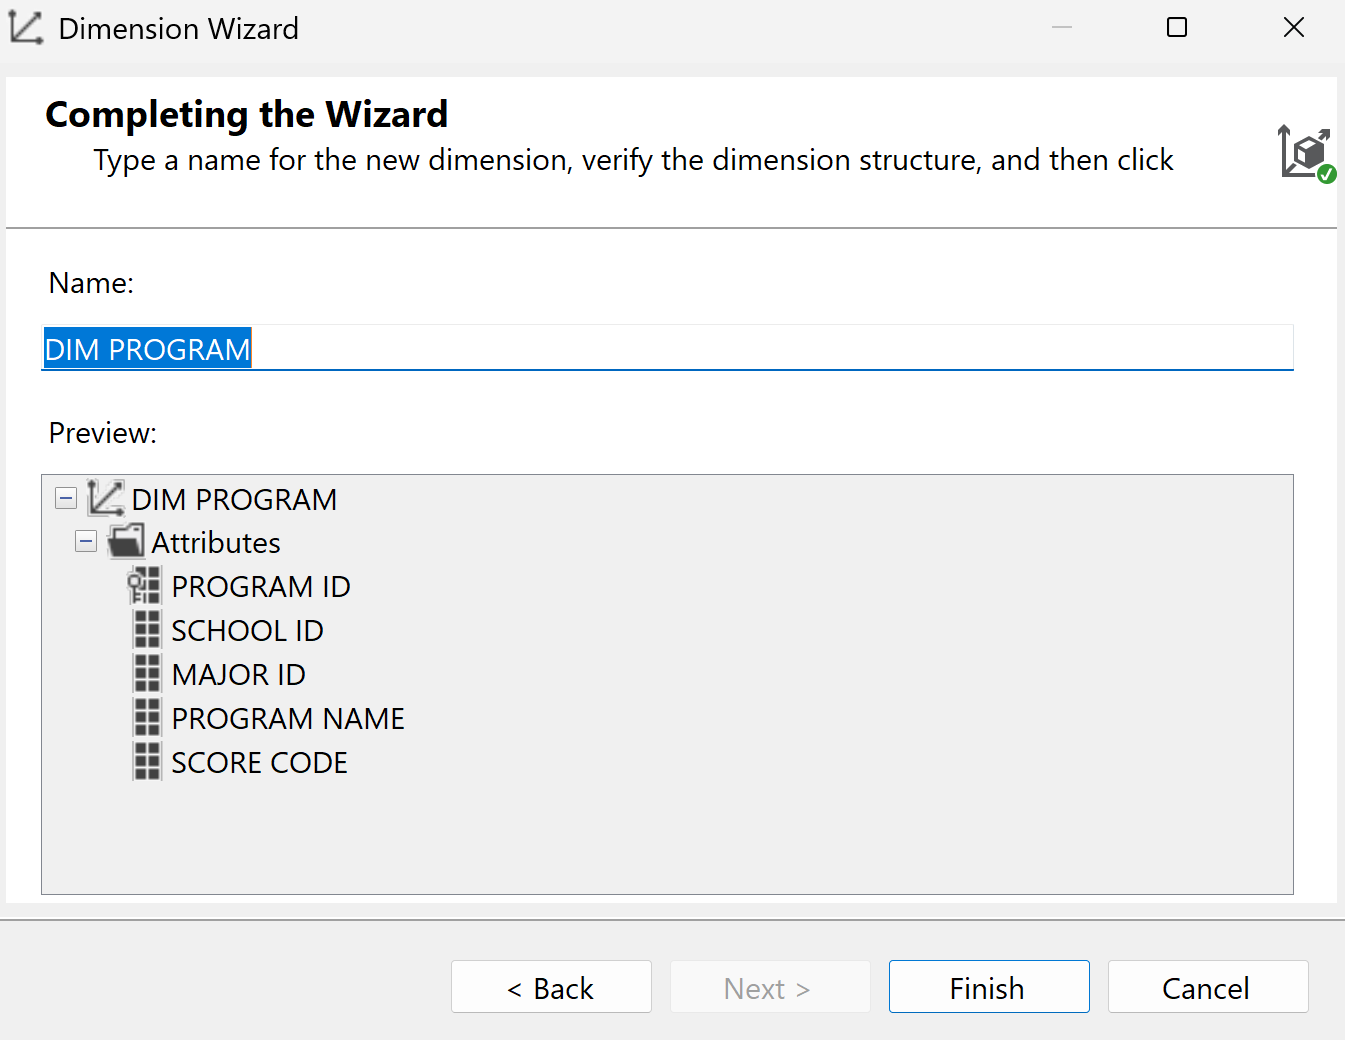 Dimension Wizard
Completing the Wizard
Type a name for the new dimension, verify the dimension structure, and then click
Name:
DIM PROGRAM
Preview:
DIM PROGRAM
Attributes
PROGRAM ID
SCHOOL ID
MAJOR ID
PROGRAM NAME
SCORE CODE
< Back
Next >
Finish
Cancel